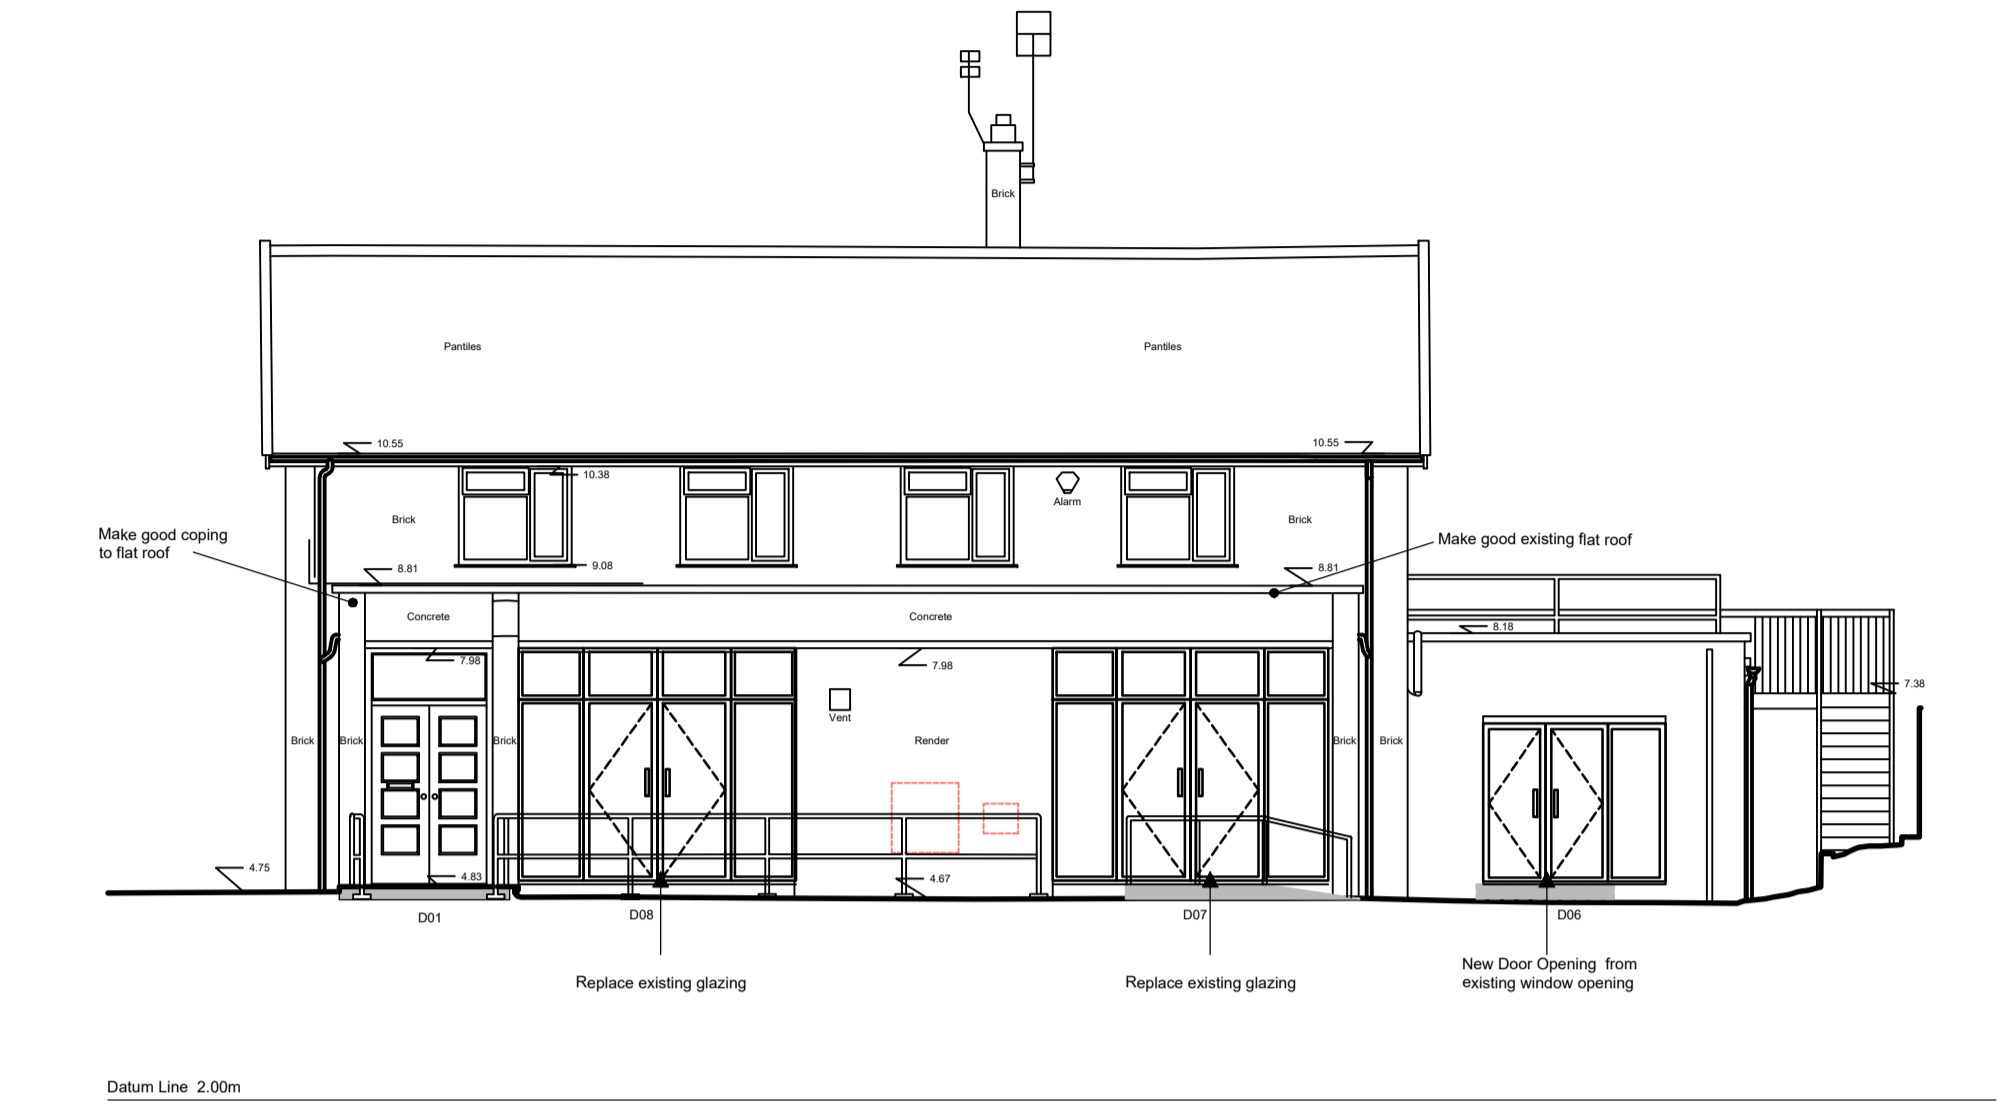 Brick
Pantiles
Pantiles
10.55
10.55
10.38
Alarm
Brick
Brick
Make good coping
to flat roof
Make good existing flat roof
9.08
8.81
8.81
Concrete
Concrete
8.18
7.98
7.98
7.38
Vent
Brick
Brick
Brick
Render
Brick
Brick
4.75
4.83
4.67
D01
D08
D07
D06
Replace existing glazing
Replace existing glazing
New Door Opening from
existing window opening
Datum Line 2.00m